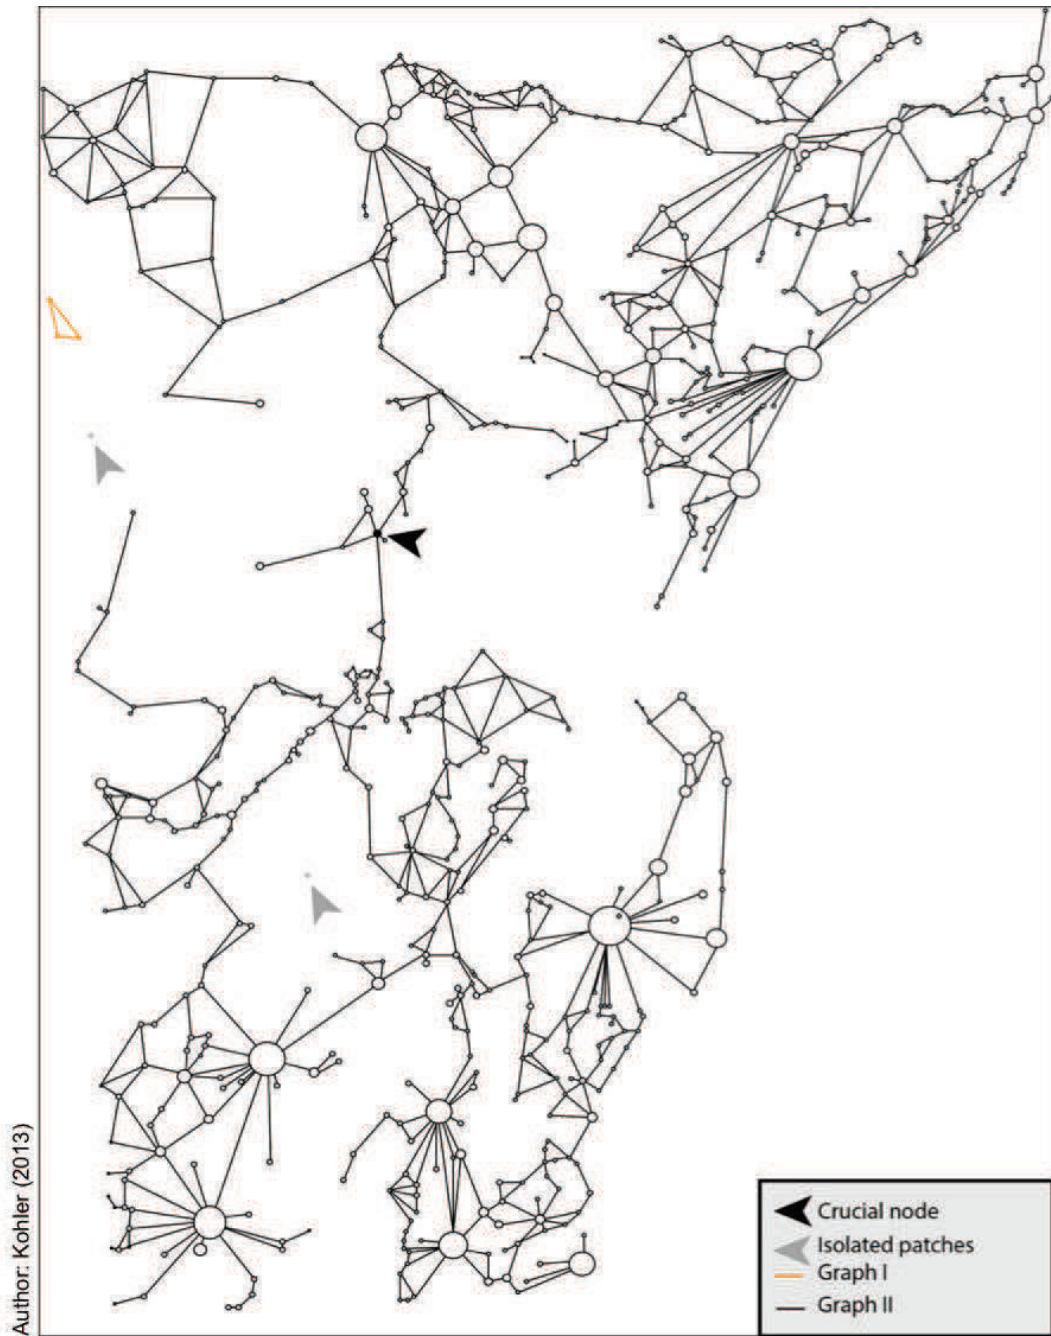 Author: Kohler (2013)
Crucial node
Isolated patches
Graph I
Graph II